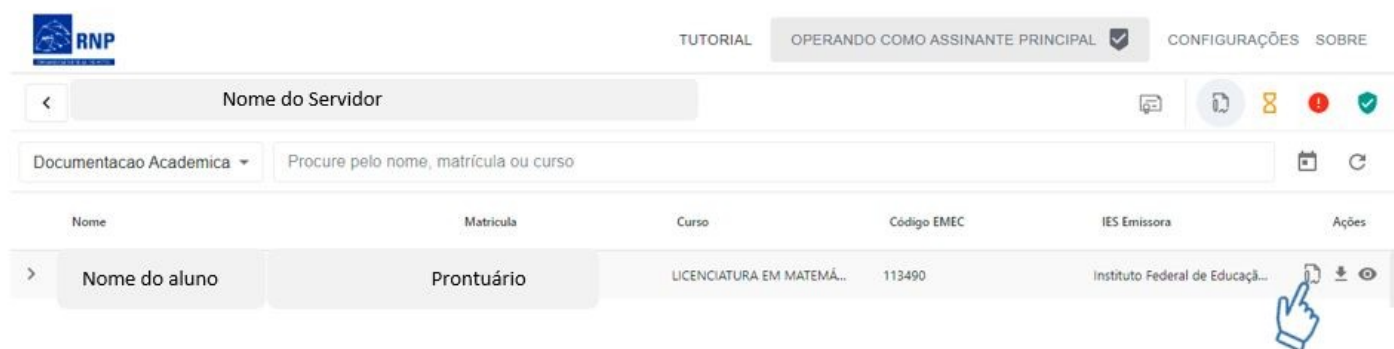 RNP
TUTORIAL OPERANDO COMO ASSINANTE PRINCIPAL CONFIGURAÇÕES SOBRE
Nome do Servidor
Documentacao Academica Procure pelo nome, matrícula ou curso
Nome Matricula Curso Código EMEC IES Emissora Ações
Nome do aluno Prontuário LICENCIATURA EM MATEMÁ... 113490 Instituto Federal de Educaçã...